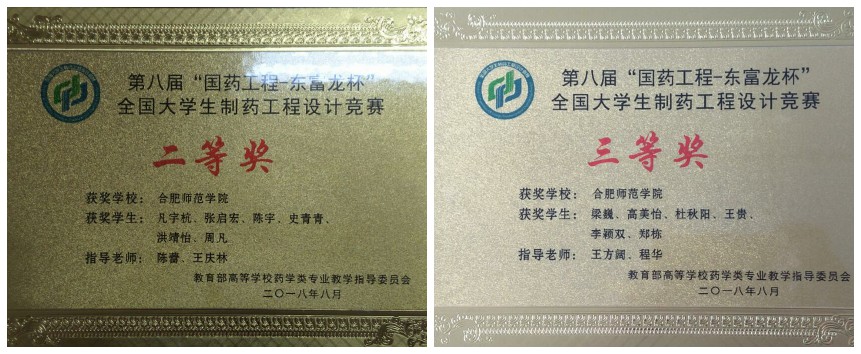 第八届“国药工程-东富龙杯”
全国大学生制药工程设计竞赛
二等奖
获奖学校： 合肥师范学院
获奖学生： 凡字杭、张启宏、陈宇、史青青、
洪靖怡、周凡
指导老师： 陈蕾、王庆林
教育部高等学校药学类专业教学指导委员会
二〇一八年八月
第八届“国药工程-东富龙杯”
全国大学生制药工程设计竞赛
三等奖
获奖学校： 合肥师范学院
获奖学生： 梁巍、高美怡、杜秋阳、王贵、
李颖双、郑栋
指导老师： 王方阔、程华
教育部高等学校药学类专业教学指导委员会
二〇一八年八月